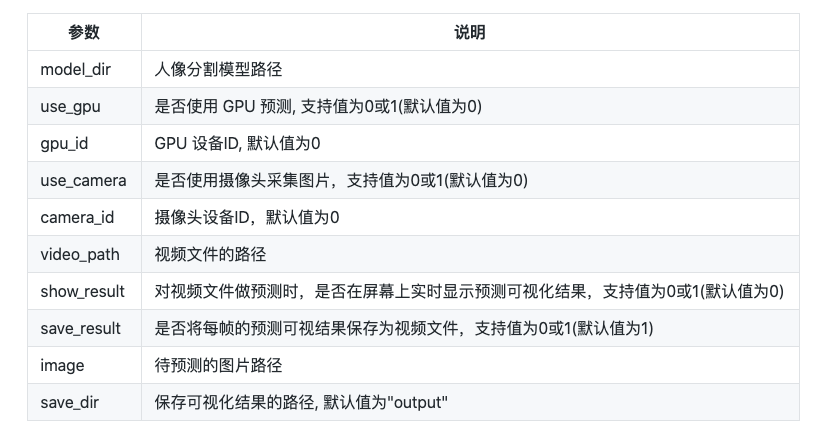 参数 说明
model_dir 人像分割模型路径
use_gpu 是否使用 GPU 预测, 支持值为0或1(默认值为0)
gpu_id GPU 设备ID, 默认值为0
use_camera 是否使用摄像头采集图片，支持值为0或1(默认值为0)
camera_id 摄像头设备ID，默认值为0
video_path 视频文件的路径
show_result 对视频文件做预测时，是否在屏幕上实时显示预测可视化结果，支持值为0或1(默认值为0)
save_result 是否将每帧的预测可视结果保存为视频文件，支持值为0或1(默认值为1)
image 待预测的图片路径
save_dir 保存可视化结果的路径, 默认值为"output"